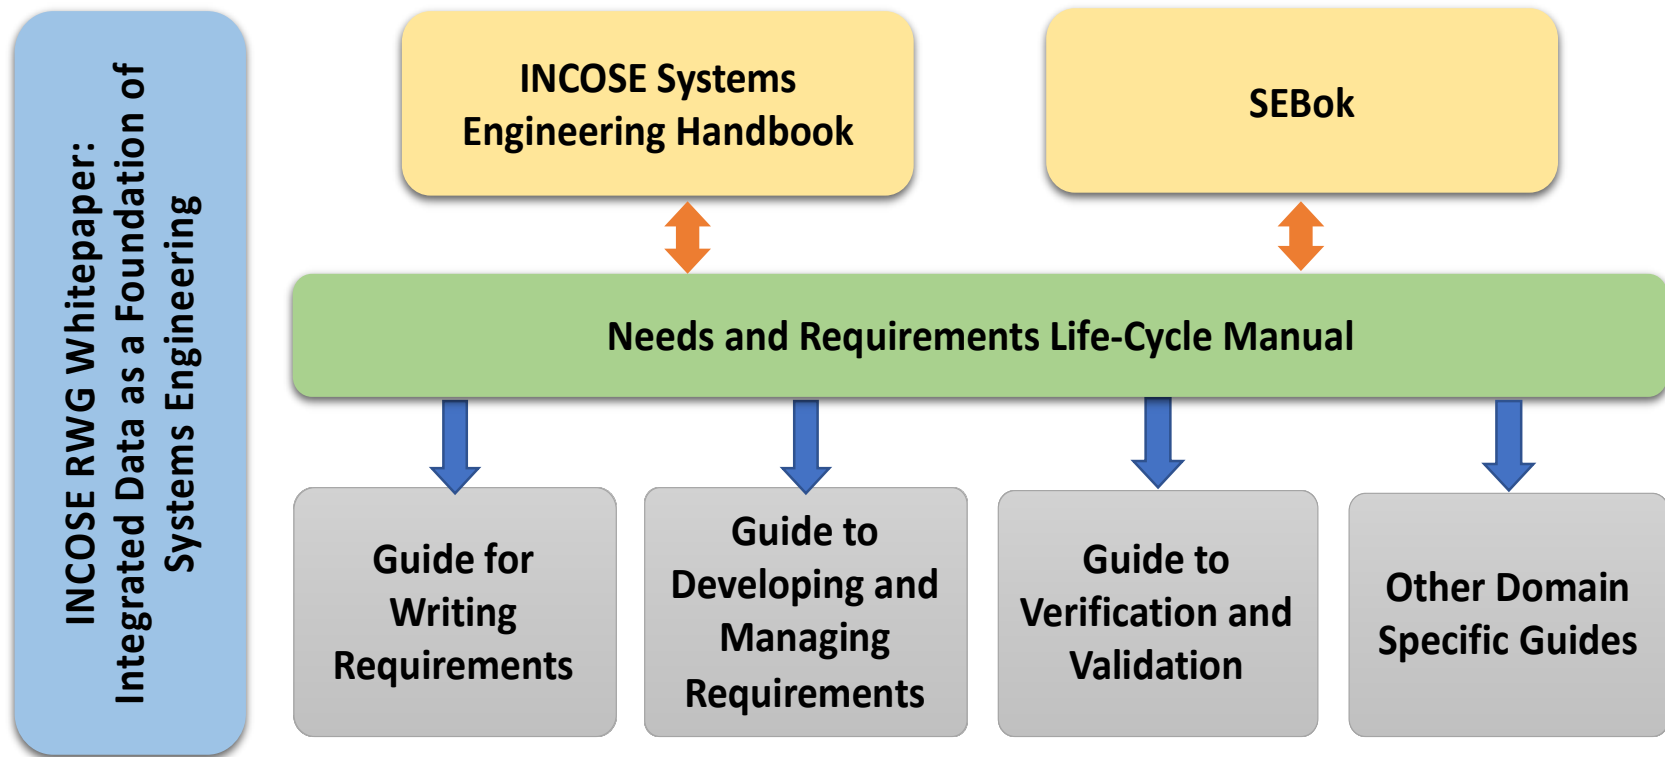 INCOSE RWG Whitepaper:
Integrated Data as a Foundation of
Systems Engineering
INCOSE Systems
Engineering Handbook
SEBok
Needs and Requirements Life-Cycle Manual
Guide for
Writing
Requirements
Guide to
Developing and
Managing
Requirements
Guide to
Verification and
Validation
Other Domain
Specific Guides